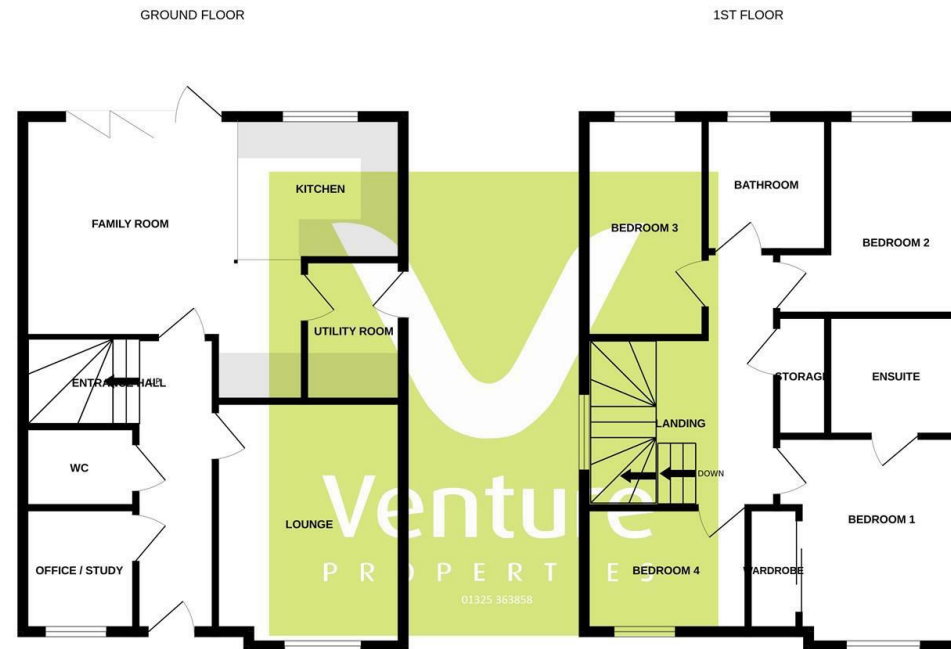 GROUND FLOOR
1ST FLOOR
KITCHEN
FAMILY ROOM
UTILITY ROOM
ENTRANCE HALL
WC
LOUNGE
OFFICE / STUDY
BATHROOM
BEDROOM 3
BEDROOM 2
STORAGE
ENSUITE
LANDING
DOWN
BEDROOM 1
BEDROOM 4
WARDROBE
Venture
PROPERTIES
01325 363858